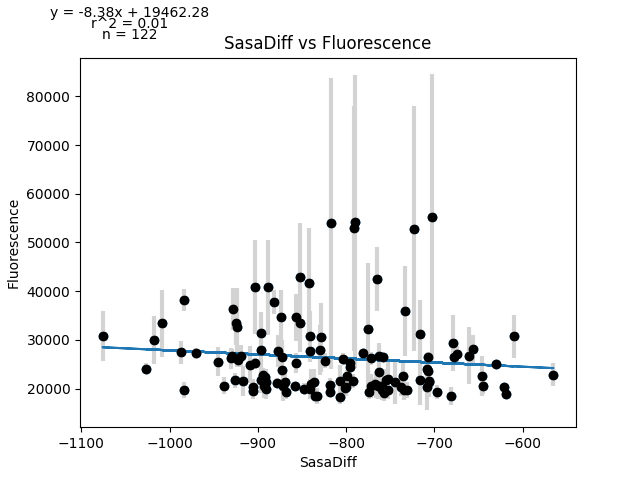 y = -8.38x + 19462.28
r^2 = 0.01
n = 122
SasaDiff vs Fluorescence
80000
70000
60000
50000
40000
30000
20000
Fluorescence
−1100 −1000 −900 −800 −700 −600
SasaDiff